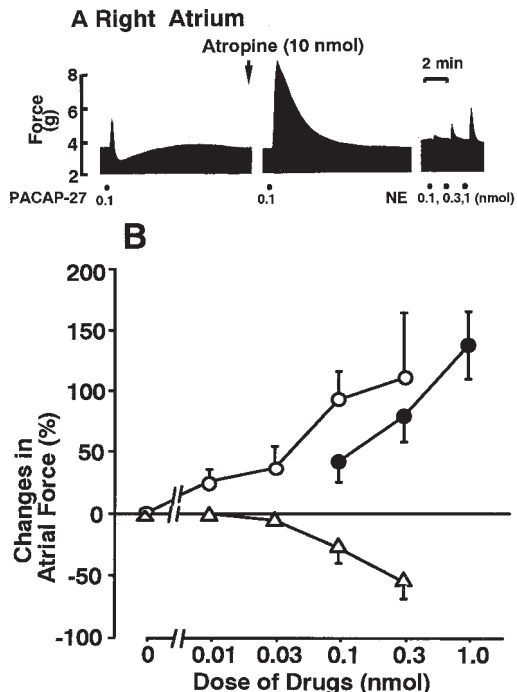 A Right Atrium
Atropine (10 nmol)
2 min
Force
(g)
8
6
4
2
PACAP-27
0.1
0.1
NE
0.1, 0.3,1 (nmol)
B
Changes in
Atrial Force (%)
200
150
100
50
0
-50
-100
0
0.01
0.03
0.1
0.3
1.0
Dose of Drugs (nmol)